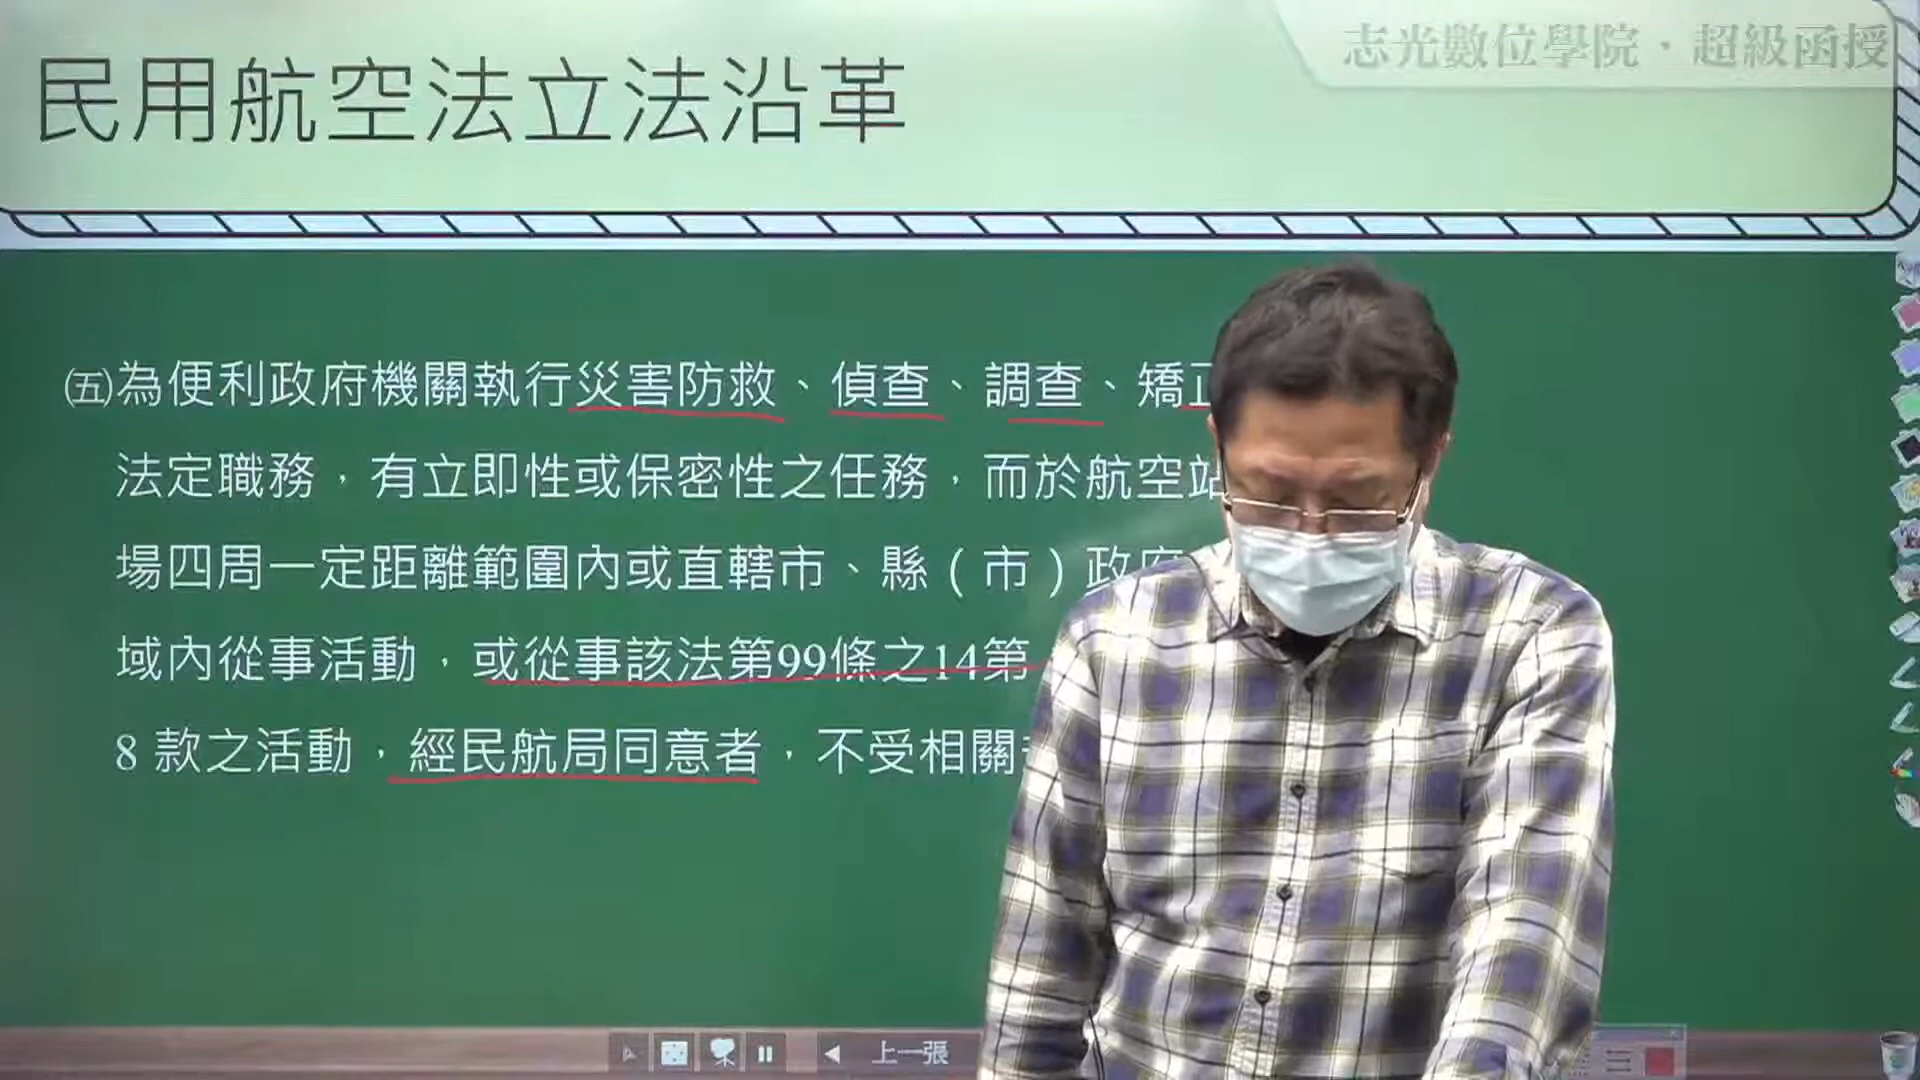 志光數位學院·超級函授
民用航空法立法沿革
㈤為便利政府機關執行災害防救、偵查、調查、矯正
法定職務，有立即性或保密性之任務，而於航空站
場四周一定距離範圍內或直轄市、縣（市）政府
域內從事活動，或從事該法第99條之14第
8 款之活動，經民航局同意者，不受相關
上一張